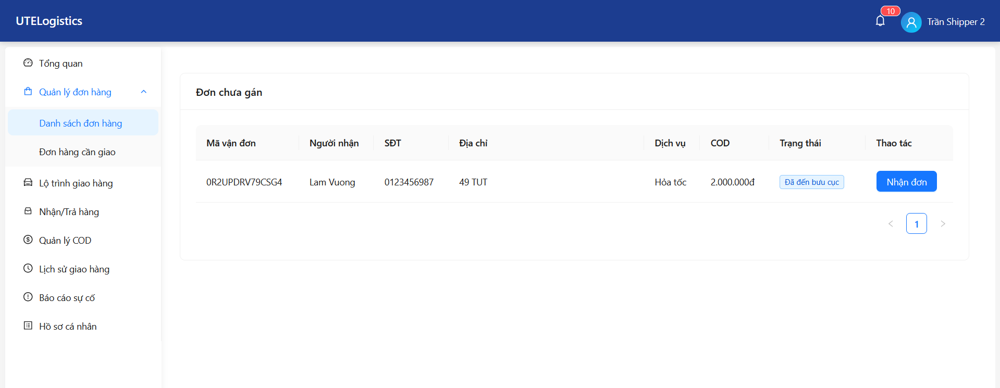 UTELogistics
10
Trần Shipper 2
Tổng quan
Quản lý đơn hàng
Danh sách đơn hàng
Đơn hàng cần giao
Lộ trình giao hàng
Nhận/Trả hàng
Quản lý COD
Lịch sử giao hàng
Báo cáo sự cố
Hồ sơ cá nhân
Đơn chưa gán
Mã vận đơn Người nhận SĐT Địa chỉ Dịch vụ COD Trạng thái Thao tác
0R2UPDRV79CSG4 Lam Vuong 0123456987 49 TUT Hỏa tốc 2.000.000đ Đã đến bưu cục Nhận đơn
< 1 >